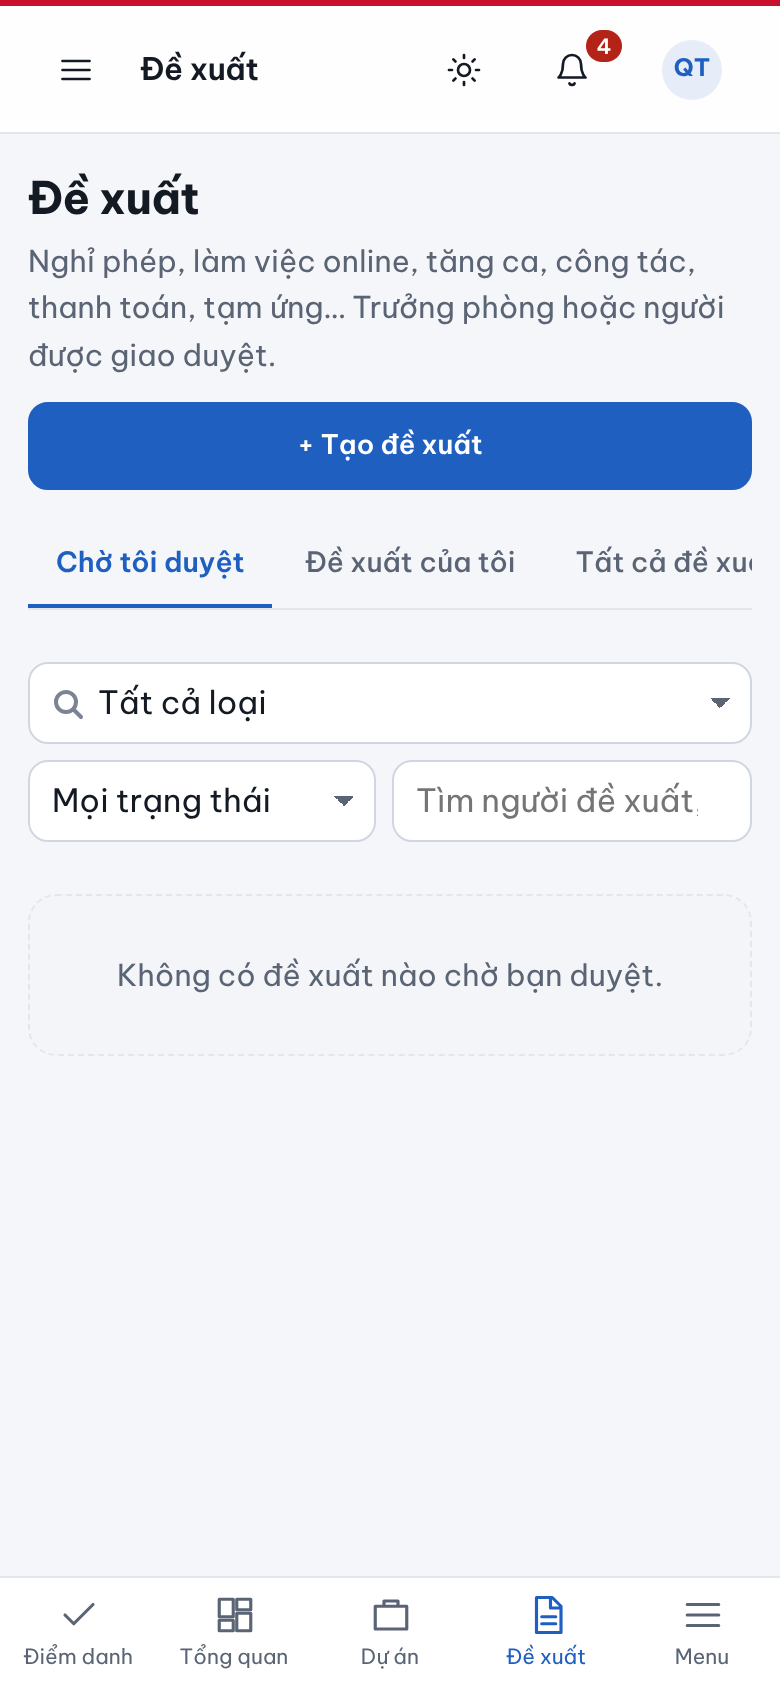 Đề xuất
4
QT
Đề xuất
Nghỉ phép, làm việc online, tăng ca, công tác,
thanh toán, tạm ứng... Trưởng phòng hoặc người
được giao duyệt.
+ Tạo đề xuất
Chờ tôi duyệt
Đề xuất của tôi
Tất cả đề
Tất cả loại
Mọi trạng thái
Tìm người đề xuất
Không có đề xuất nào chờ bạn duyệt.
Điểm danh
Tổng quan
Dự án
Đề xuất
Menu